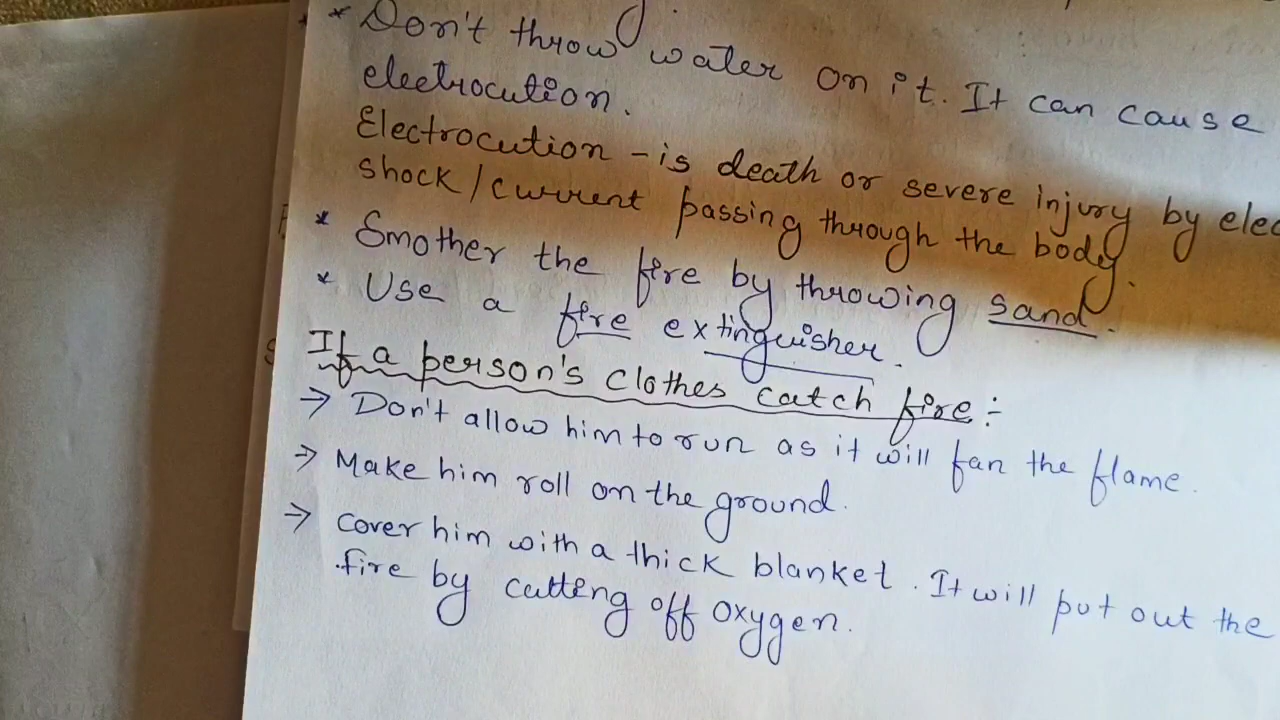 * Don't throw water on it. It can cause
electrocution.
Electrocution - is death or severe injury by elec
shock/current passing through the body.
* Smother the fire by throwing sand.
* Use a fire extinguisher.
If a person's clothes catch fire :-
→ Don't allow him to run as it will fan the flame.
→ Make him roll on the ground.
→ Cover him with a thick blanket. It will put out the
fire by cutting off oxygen.